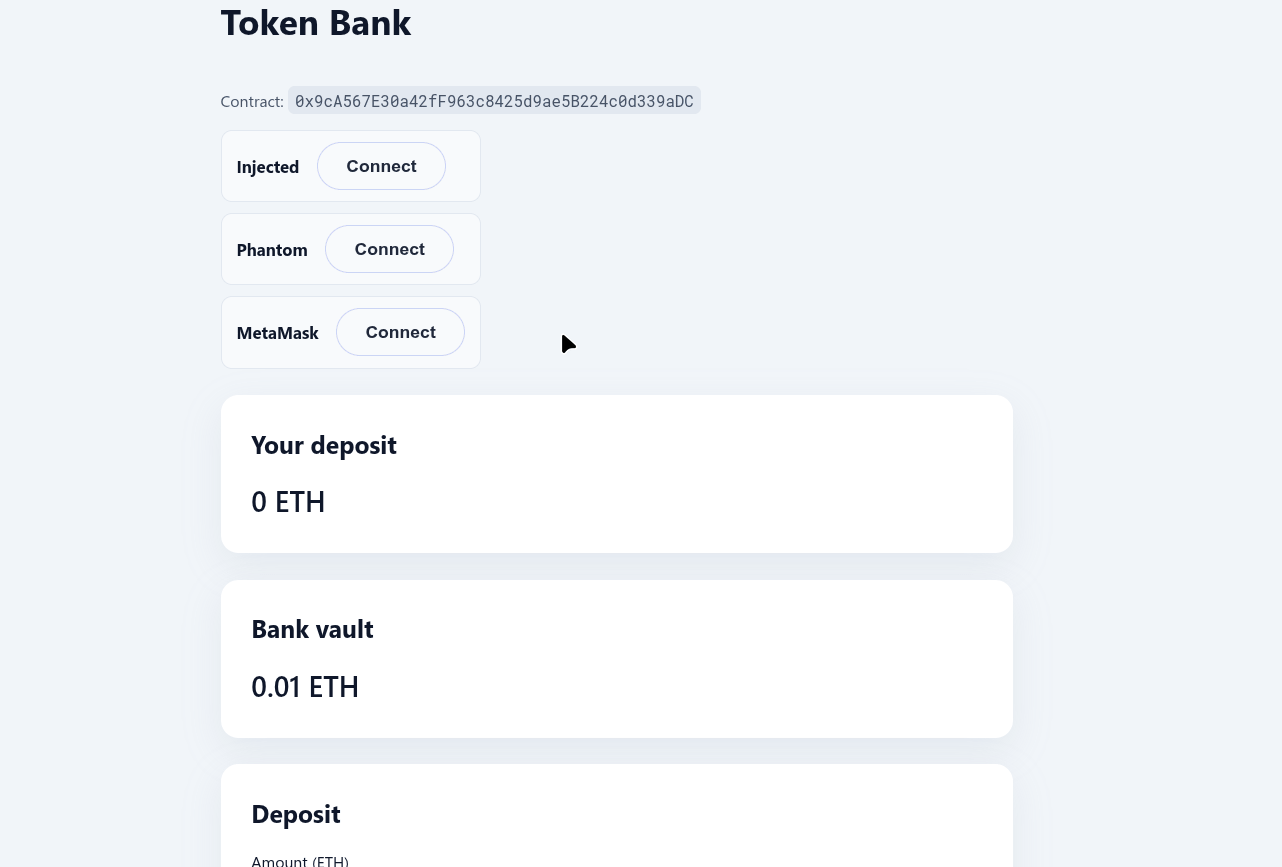 Token Bank
Contract: 0x9cA567E30a42fF963c8425d9ae5B224c0d339aDC
Injected Connect
Phantom Connect
MetaMask Connect
Your deposit
0 ETH
Bank vault
0.01 ETH
Deposit
Amount (ETH)